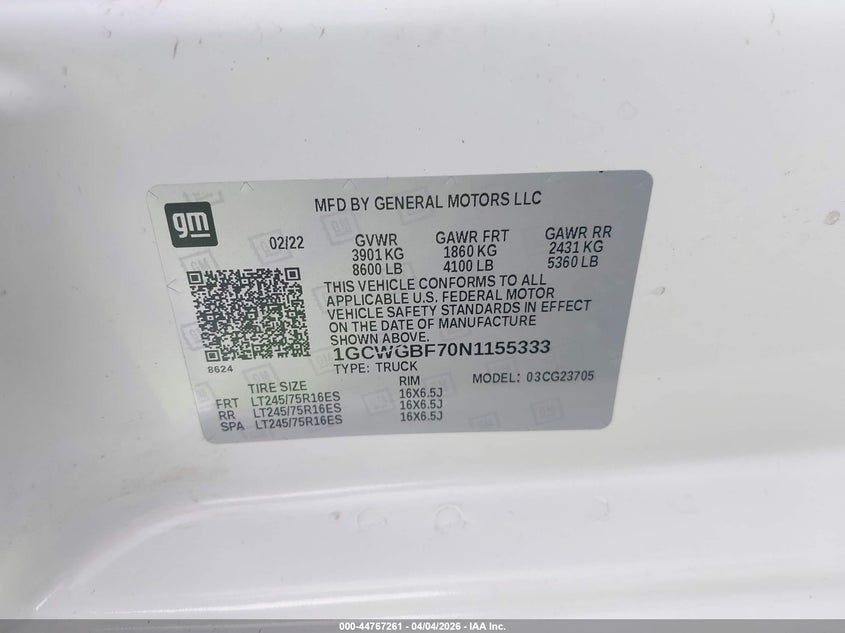 gm
MFD BY GENERAL MOTORS LLC
02/22
GVWR GAWR FRT GAWR RR
3901 KG 1860 KG 2431 KG
8600 LB 4100 LB 5360 LB
THIS VEHICLE CONFORMS TO ALL
APPLICABLE U.S. FEDERAL MOTOR
VEHICLE SAFETY STANDARDS IN EFFECT
ON THE DATE OF MANUFACTURE
SHOWN ABOVE.
8624
1GCWGBF70N1155333
TYPE: TRUCK MODEL: 03CG23705
TIRE SIZE RIM
FRT LT245/75R16ES 16X6.5J
RR LT245/75R16ES 16X6.5J
SPA LT245/75R16ES 16X6.5J
000-44767261 - 04/04/2026 - IAA Inc.